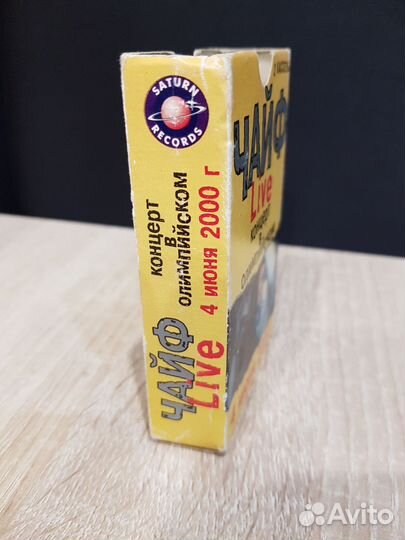 SATURN
RECORDS
ЧАЙФ
Live
концерт
в
олимпийском
4 июня 2000 г
ЧАЙФ
Live
концерт
в
Avito